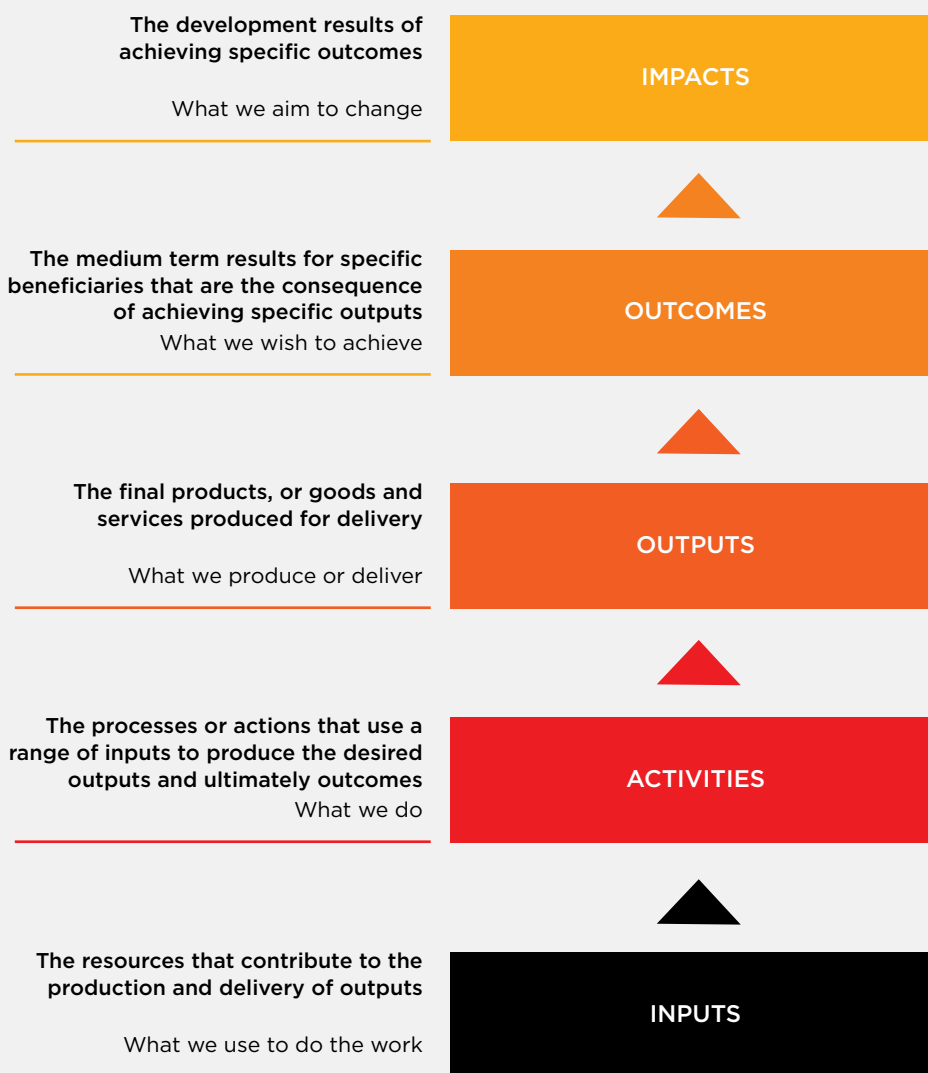 The development results of
achieving specific outcomes
What we aim to change
IMPACTS
The medium term results for specific
beneficiaries that are the consequence
of achieving specific outputs
What we wish to achieve
OUTCOMES
The final products, or goods and
services produced for delivery
What we produce or deliver
OUTPUTS
The processes or actions that use a
range of inputs to produce the desired
outputs and ultimately outcomes
What we do
ACTIVITIES
The resources that contribute to the
production and delivery of outputs
What we use to do the work
INPUTS